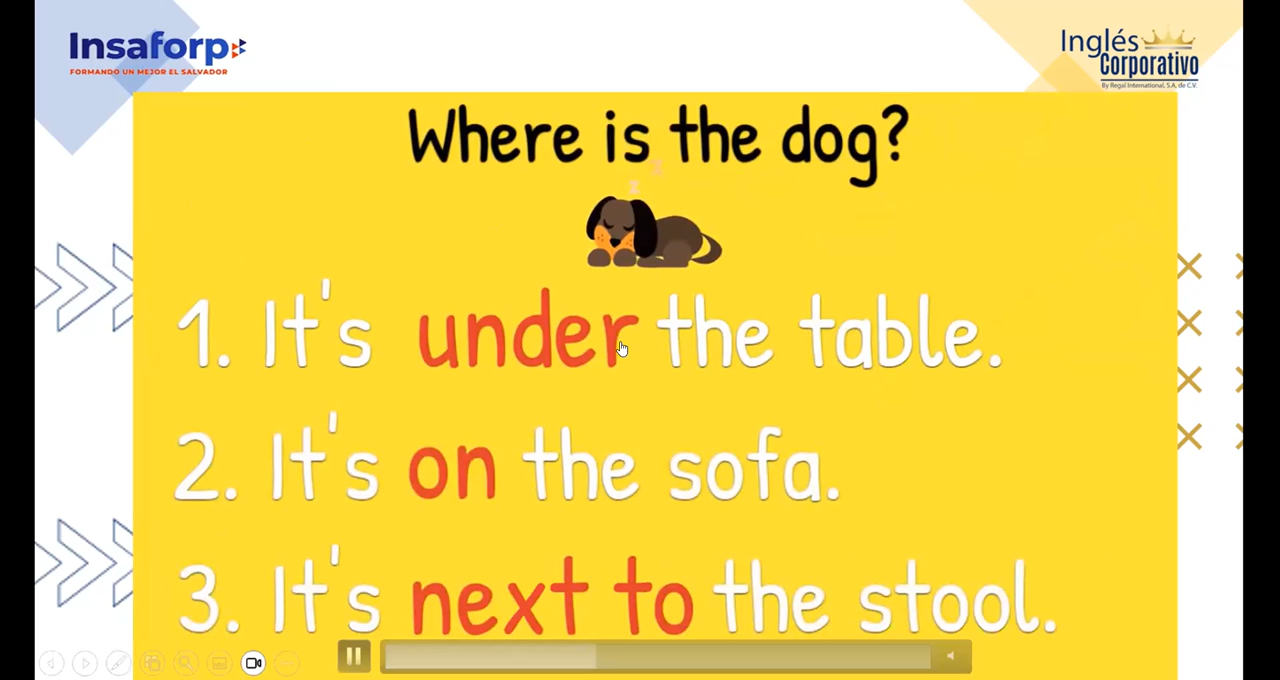 Insaforp
FORMANDO UN MEJOR EL SALVADOR
Inglés
Corporativo
By Regal International, S.A. de C.V.
Where is the dog?
z
z
1. It's under the table.
2. It's on the sofa.
3. It's next to the stool.